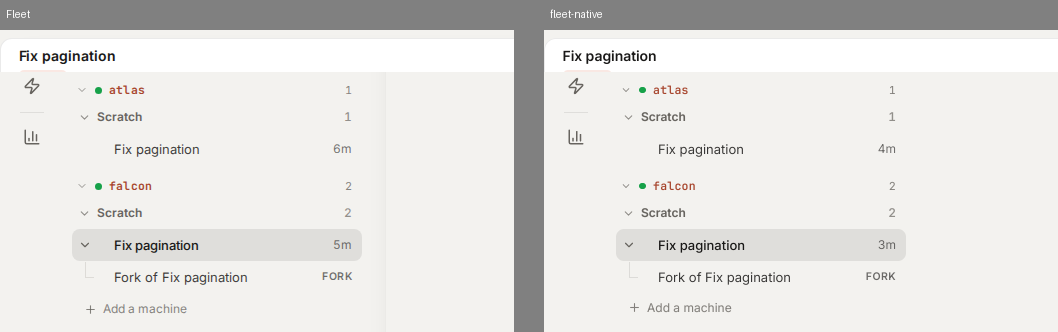 Fleet
Fix pagination
atlas 1
Scratch 1
Fix pagination 6m
falcon 2
Scratch 2
Fix pagination 5m
Fork of Fix pagination FORK
Add a machine
fleet-native
Fix pagination
atlas 1
Scratch 1
Fix pagination 4m
falcon 2
Scratch 2
Fix pagination 3m
Fork of Fix pagination FORK
Add a machine